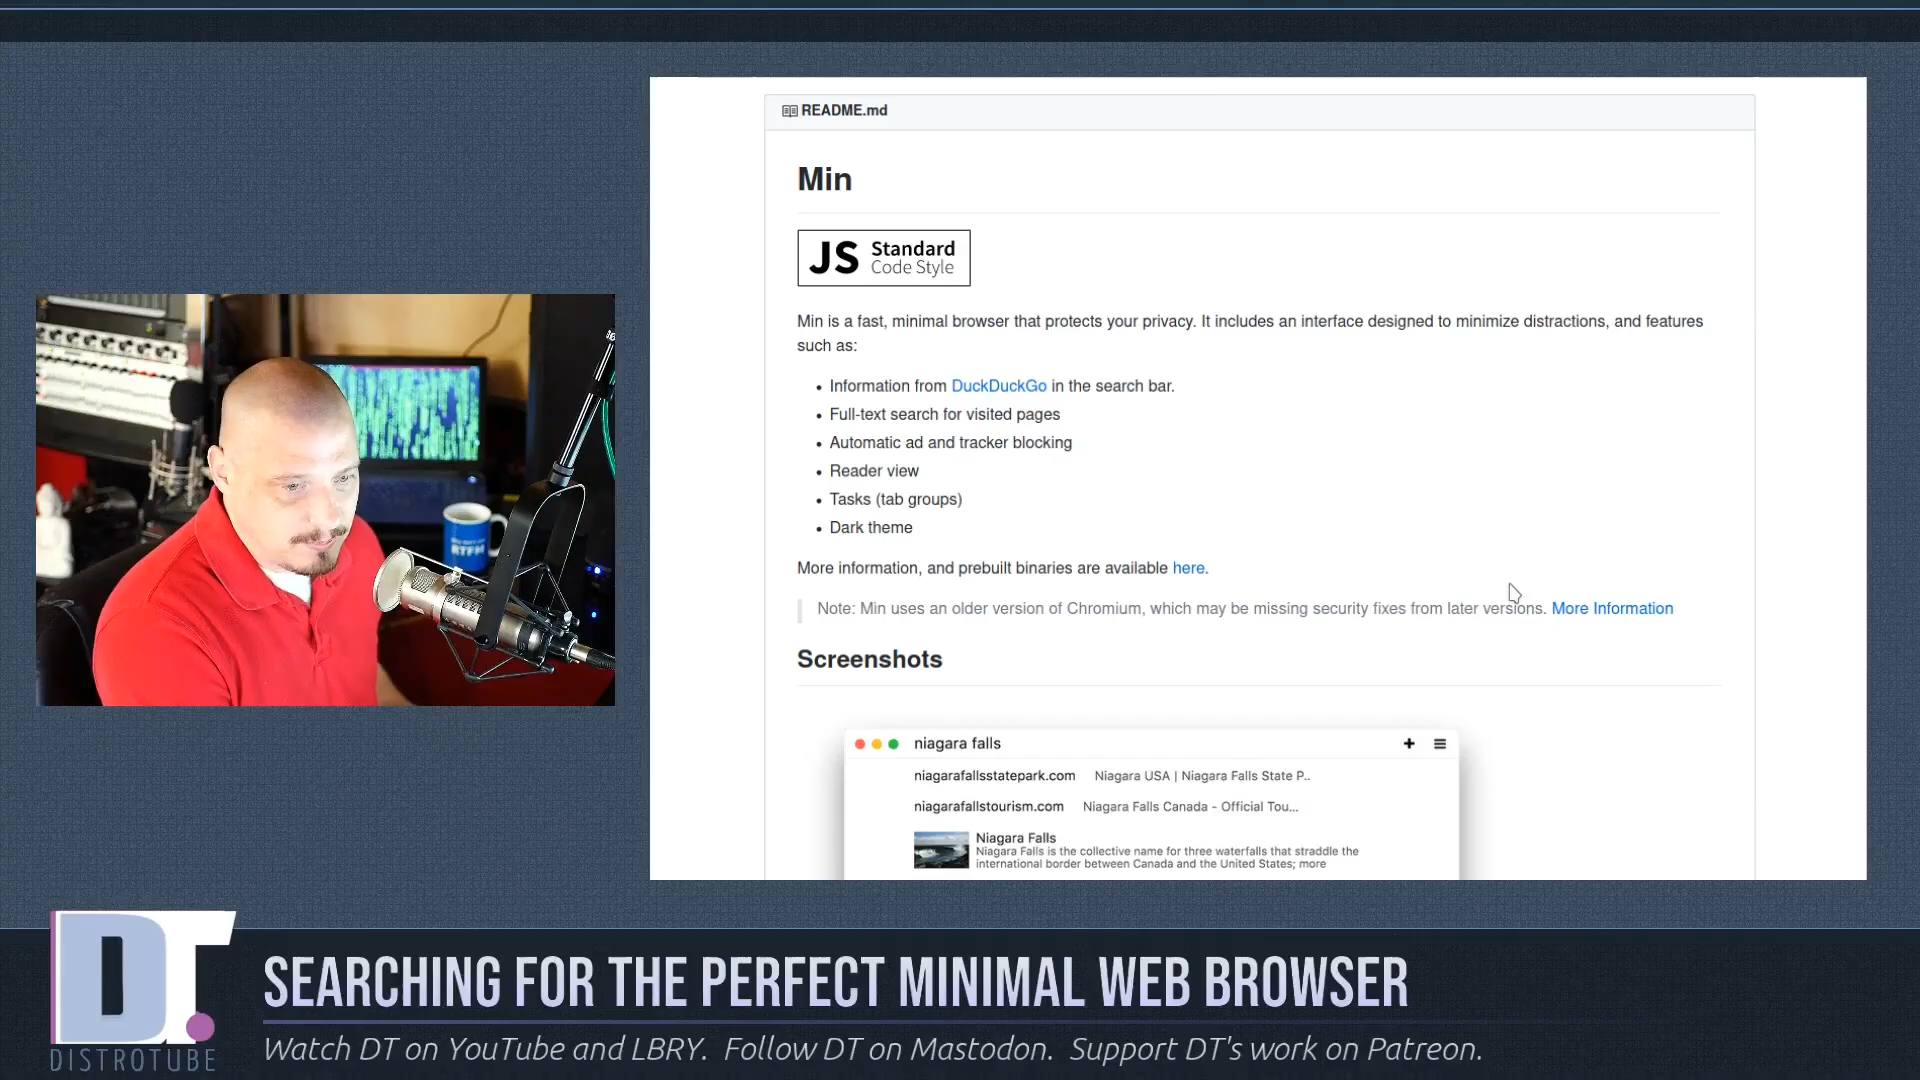 README.md
Min
JS Standard
Code Style
Min is a fast, minimal browser that protects your privacy. It includes an interface designed to minimize distractions, and features
such as:
• Information from DuckDuckGo in the search bar.
• Full-text search for visited pages
• Automatic ad and tracker blocking
• Reader view
• Tasks (tab groups)
• Dark theme
More information, and prebuilt binaries are available here.
Note: Min uses an older version of Chromium, which may be missing security fixes from later versions. More Information
Screenshots
niagara falls
niagarafallsstatepark.com Niagara USA | Niagara Falls State P..
niagarafallstourism.com Niagara Falls Canada - Official Tou...
Niagara Falls
Niagara Falls is the collective name for three waterfalls that straddle the
international border between Canada and the United States; more
RTFM
DT
DISTROTUBE
SEARCHING FOR THE PERFECT MINIMAL WEB BROWSER
Watch DT on YouTube and LBRY. Follow DT on Mastodon. Support DT's work on Patreon.